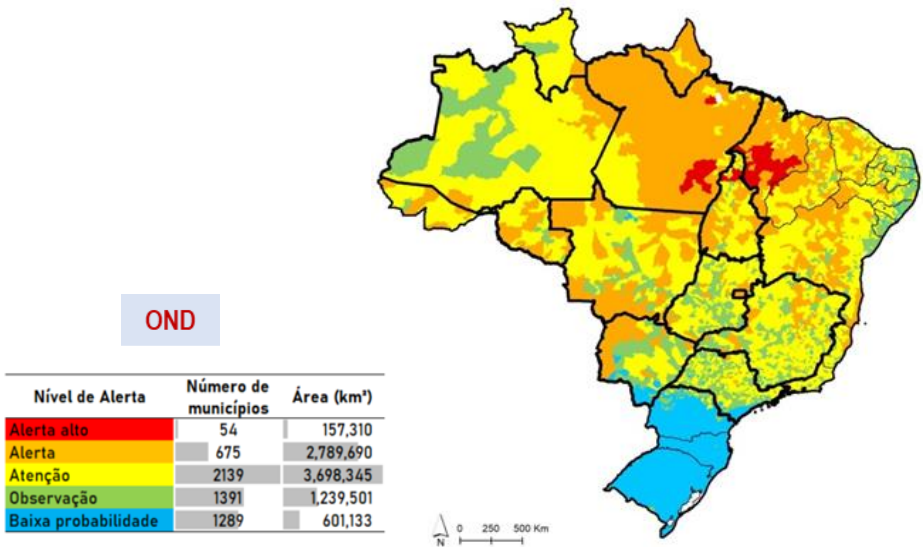 OND
Nível de Alerta Número de municípios Área (km²)
Alerta alto 54 157,310
Alerta 675 2,789,690
Atenção 2139 3,698,345
Observação 1391 1,239,501
Baixa probabilidade 1289 601,133
N 0 250 500 Km